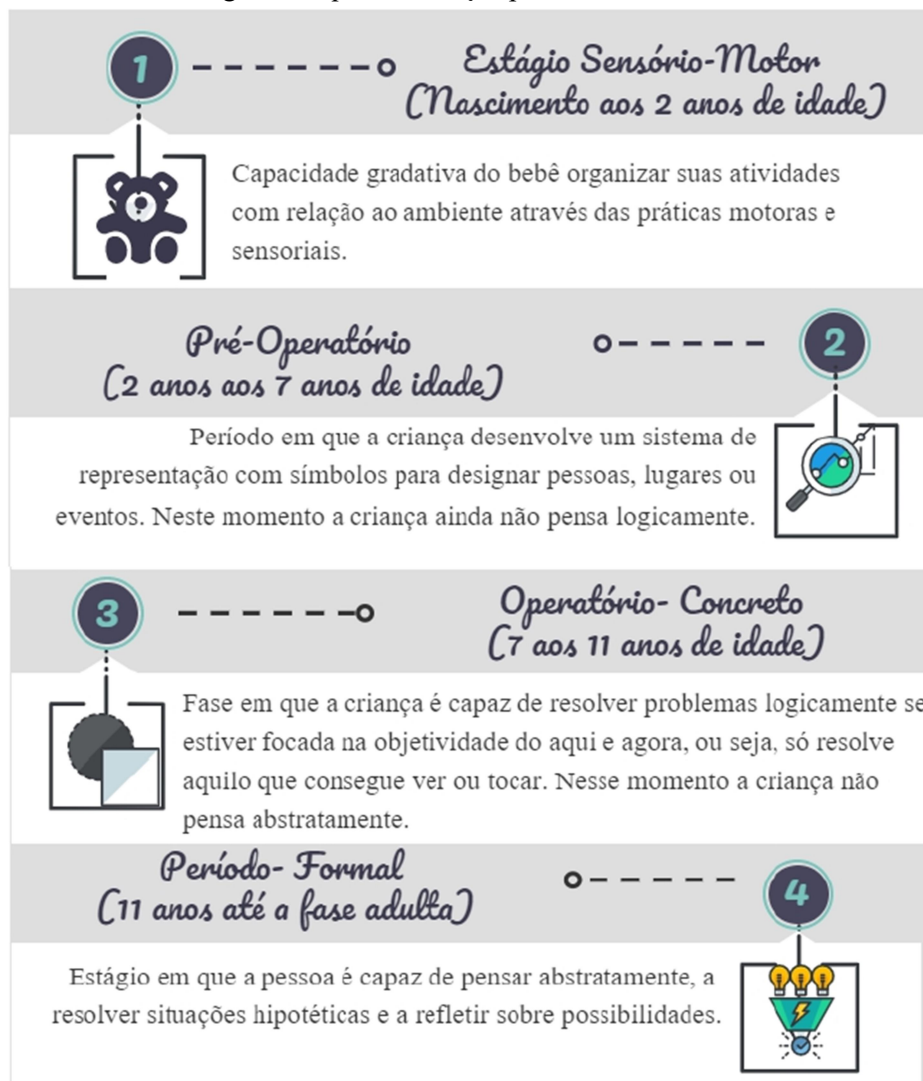 1
Estágio Sensório-Motor
(Nascimento aos 2 anos de idade)
Capacidade gradativa do bebê organizar suas atividades
com relação ao ambiente através das práticas motoras e
sensoriais.
Pré-Operatório
(2 anos aos 7 anos de idade)
2
Período em que a criança desenvolve um sistema de
representação com símbolos para designar pessoas, lugares ou
eventos. Neste momento a criança ainda não pensa logicamente.
3
Operatório- Concreto
(7 aos 11 anos de idade)
Fase em que a criança é capaz de resolver problemas logicamente se
estiver focada na objetividade do aqui e agora, ou seja, só resolve
aquilo que consegue ver ou tocar. Nesse momento a criança não
pensa abstratamente.
Período- Formal
(11 anos até a fase adulta)
4
Estágio em que a pessoa é capaz de pensar abstratamente, a
resolver situações hipotéticas e a refletir sobre possibilidades.